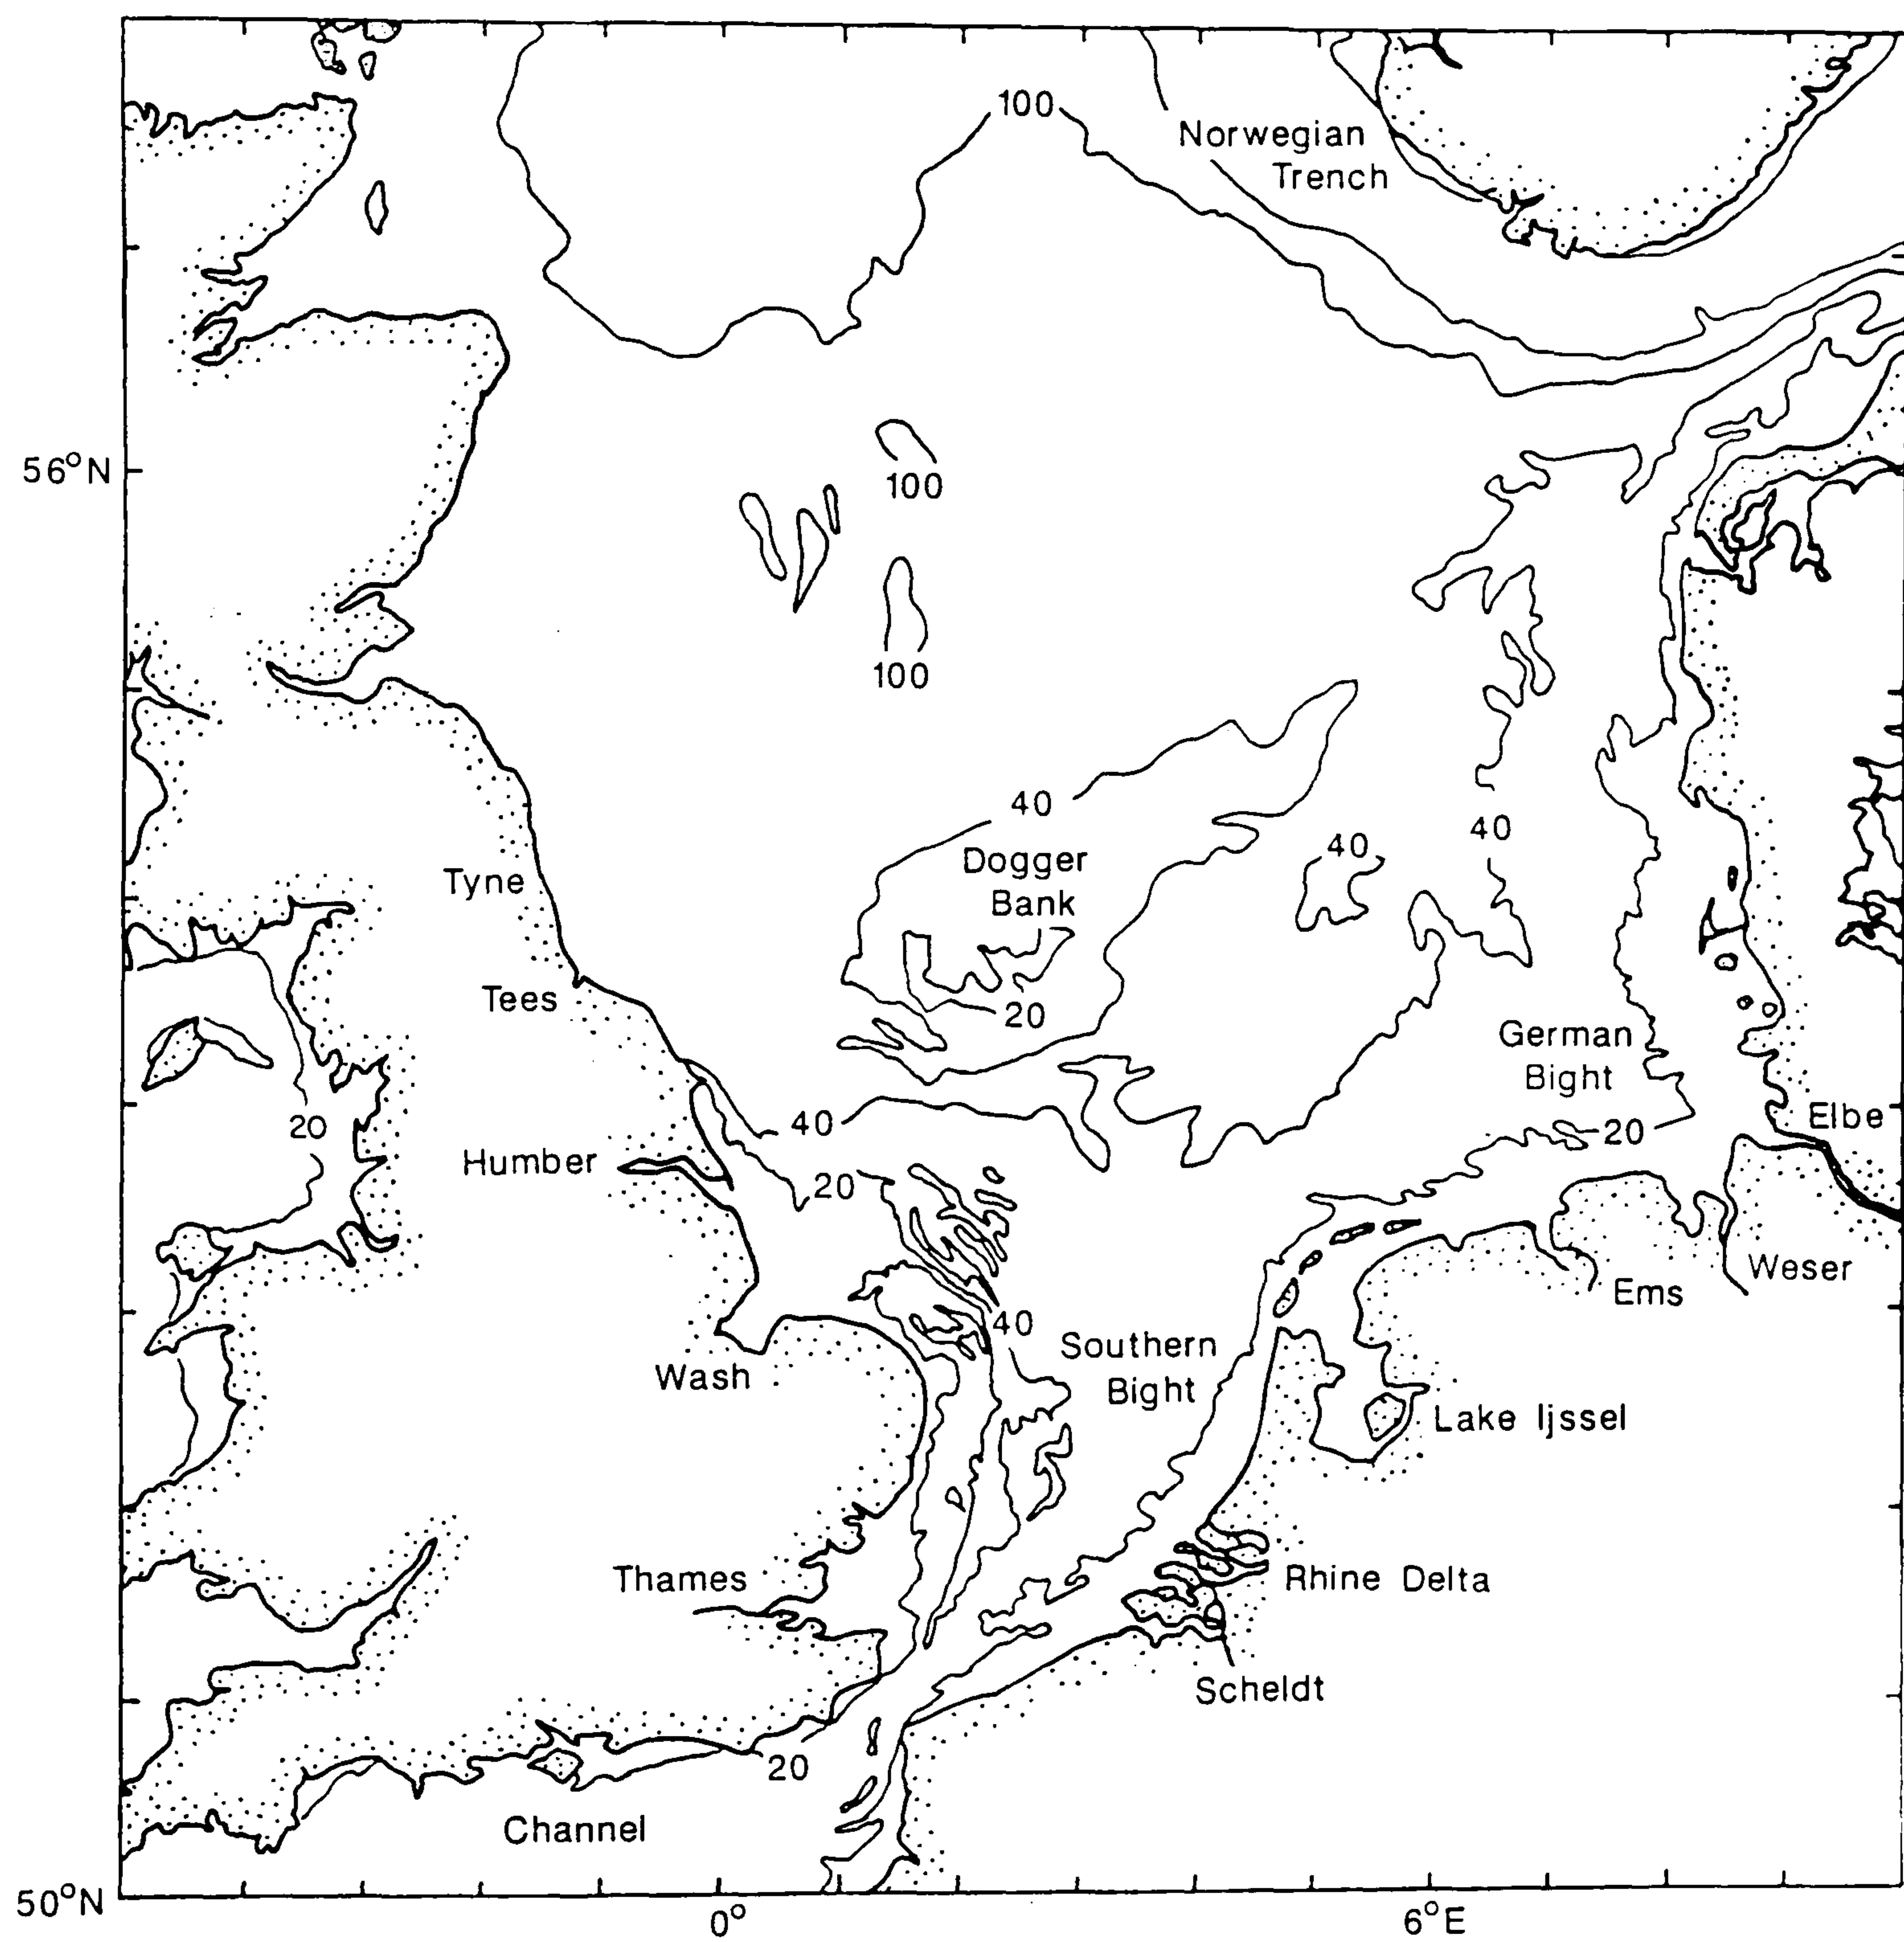 100
Norwegian
Trench
56°N
100
100
40
40
40
Dogger
Bank
Tyne
20
Tees
German
Bight
20
40
20
Elbe
Humber
20
40
Southern
Bight
Weser
Ems
Wash
Lake Ijssel
Thames
Rhine Delta
Scheldt
20
Channel
50°N
0°
6°E